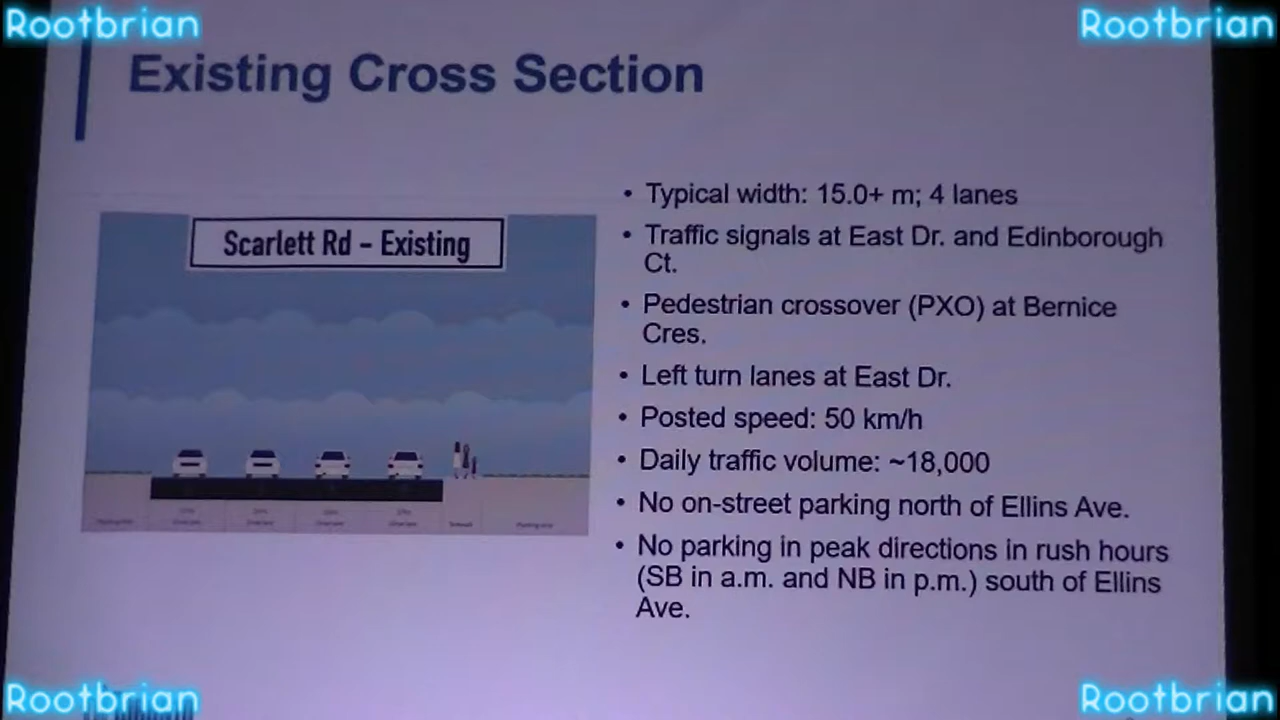 Rootbrian
Rootbrian
Existing Cross Section
Scarlett Rd – Existing
• Typical width: 15.0+ m; 4 lanes
• Traffic signals at East Dr. and Edinborough
Ct.
• Pedestrian crossover (PXO) at Bernice
Cres.
• Left turn lanes at East Dr.
• Posted speed: 50 km/h
• Daily traffic volume: ~18,000
• No on-street parking north of Ellins Ave.
• No parking in peak directions in rush hours
(SB in a.m. and NB in p.m.) south of Ellins
Ave.
Rootbrian
Rootbrian